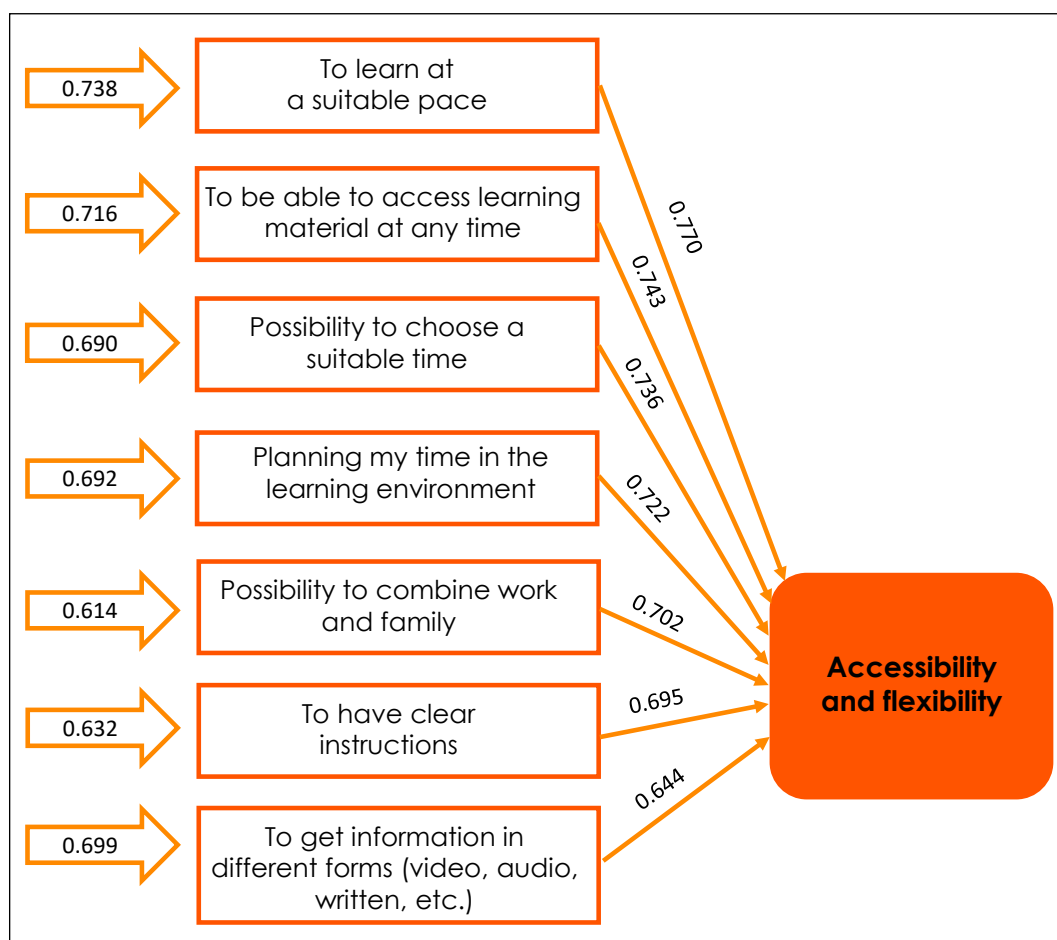 0.738
To learn at
a suitable pace
0.770
0.716
To be able to access learning
material at any time
0.743
0.690
Possibility to choose a
suitable time
0.736
0.692
Planning my time in the
learning environment
0.722
0.614
Possibility to combine work
and family
0.702
0.632
To have clear
instructions
0.695
0.699
To get information in
different forms (video, audio,
written, etc.)
0.644
Accessibility
and flexibility